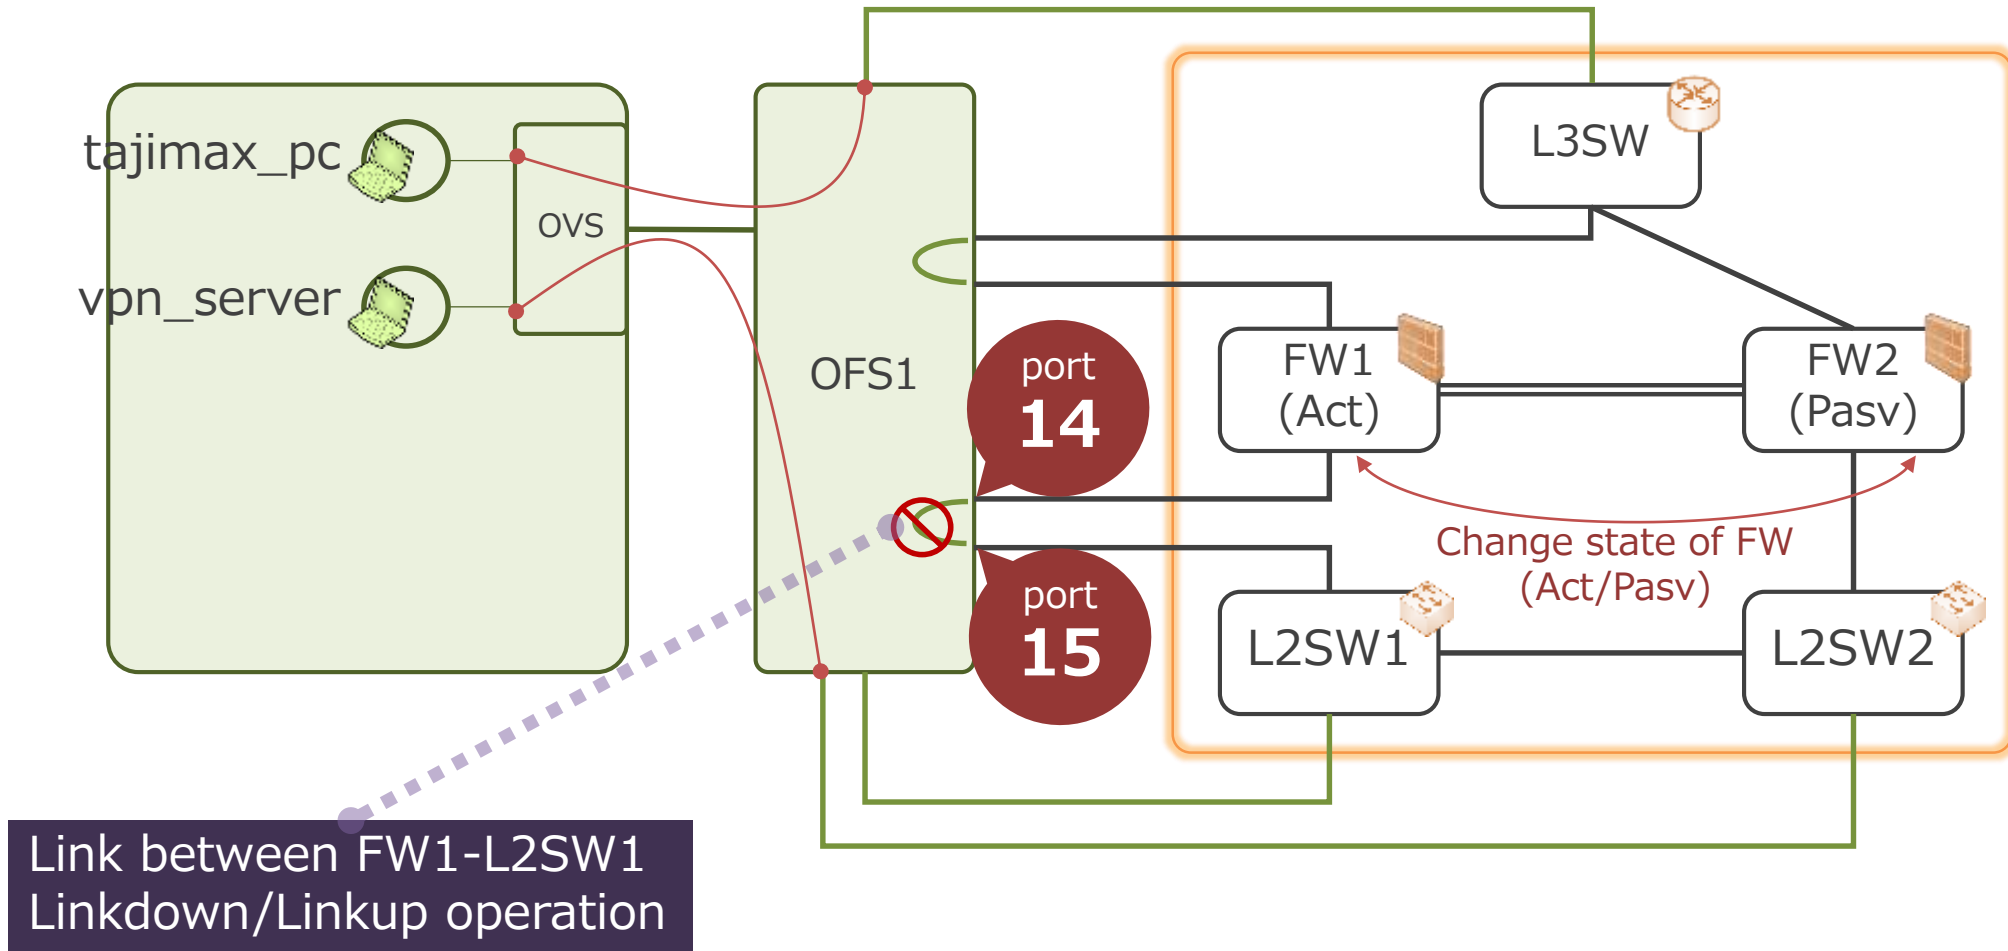 tajimax_pc
vpn_server
OVS
OFS1
port
14
port
15
L3SW
FW1
(Act)
FW2
(Pasv)
Change state of FW
(Act/Pasv)
L2SW1
L2SW2
Link between FW1-L2SW1
Linkdown/Linkup operation